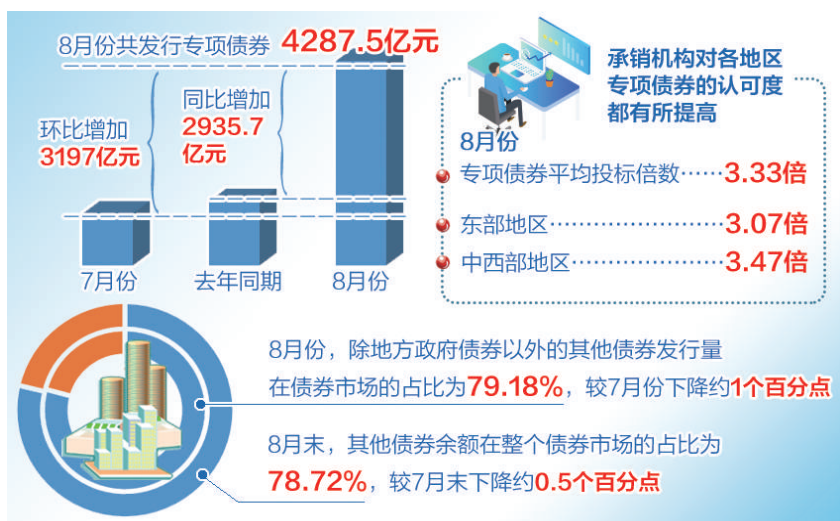 8月份共发行专项债券 4287.5亿元
环比增加
3197亿元
同比增加
2935.7
亿元
7月份
去年同期
8月份
承销机构对各地区
专项债券的认可度
都有所提高
8月份
专项债券平均投标倍数……3.33倍
东部地区………………3.07倍
中西部地区……………3.47倍
8月份，除地方政府债券以外的其他债券发行量
在债券市场的占比为79.18%，较7月份下降约1个百分点
8月末，其他债券余额在整个债券市场的占比为
78.72%，较7月末下降约0.5个百分点